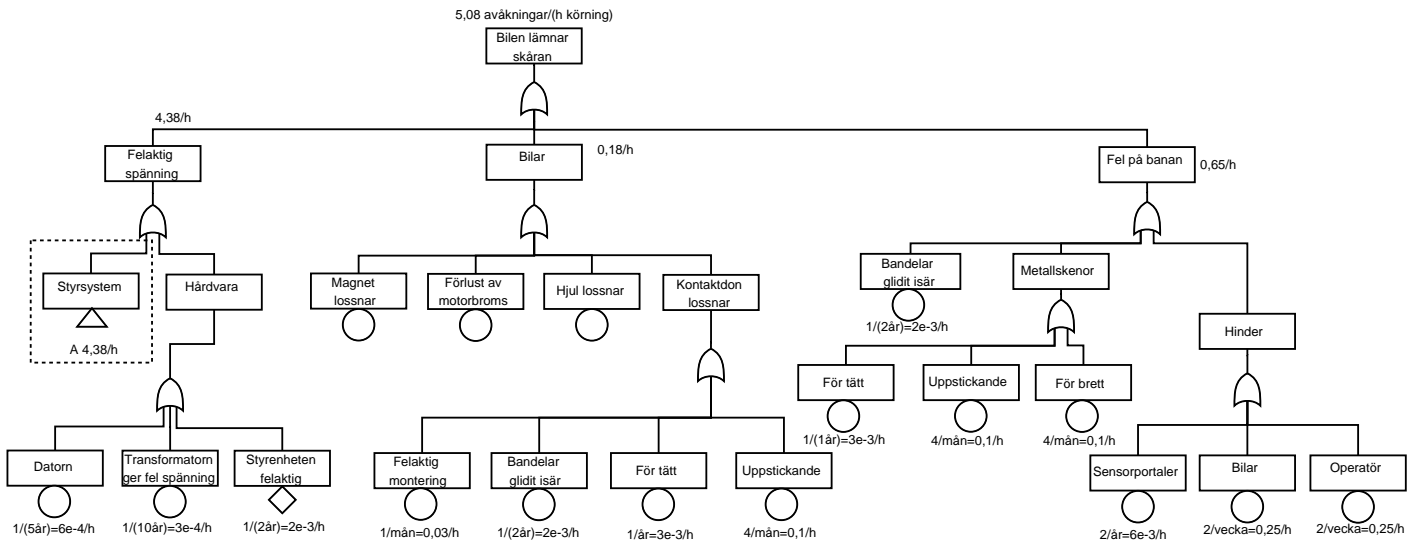 5,08 avåkningar/(h körning)
Bilen lämnar
skåran
4,38/h
Felaktig
spänning
Bilar
0,18/h
Fel på banan
0,65/h
Styrsystem
A 4,38/h
Hårdvara
Magnet
lossnar
Förlust av
motorbroms
Hjul lossnar
Kontaktdon
lossnar
Bandelar
glidit isär
1/(2år)=2e-3/h
Metallskenor
Hinder
För tätt
1/(1år)=3e-3/h
Uppstickande
4/mån=0,1/h
För brett
4/mån=0,1/h
Datorn
1/(5år)=6e-4/h
Transformatorn
ger fel spänning
1/(10år)=3e-4/h
Styrenheten
felaktig
1/(2år)=2e-3/h
Felaktig
montering
1/mån=0,03/h
Bandelar
glidit isär
1/(2år)=2e-3/h
För tätt
1/år=3e-3/h
Uppstickande
4/mån=0,1/h
Sensorportaler
2/år=6e-3/h
Bilar
2/vecka=0,25/h
Operatör
2/vecka=0,25/h